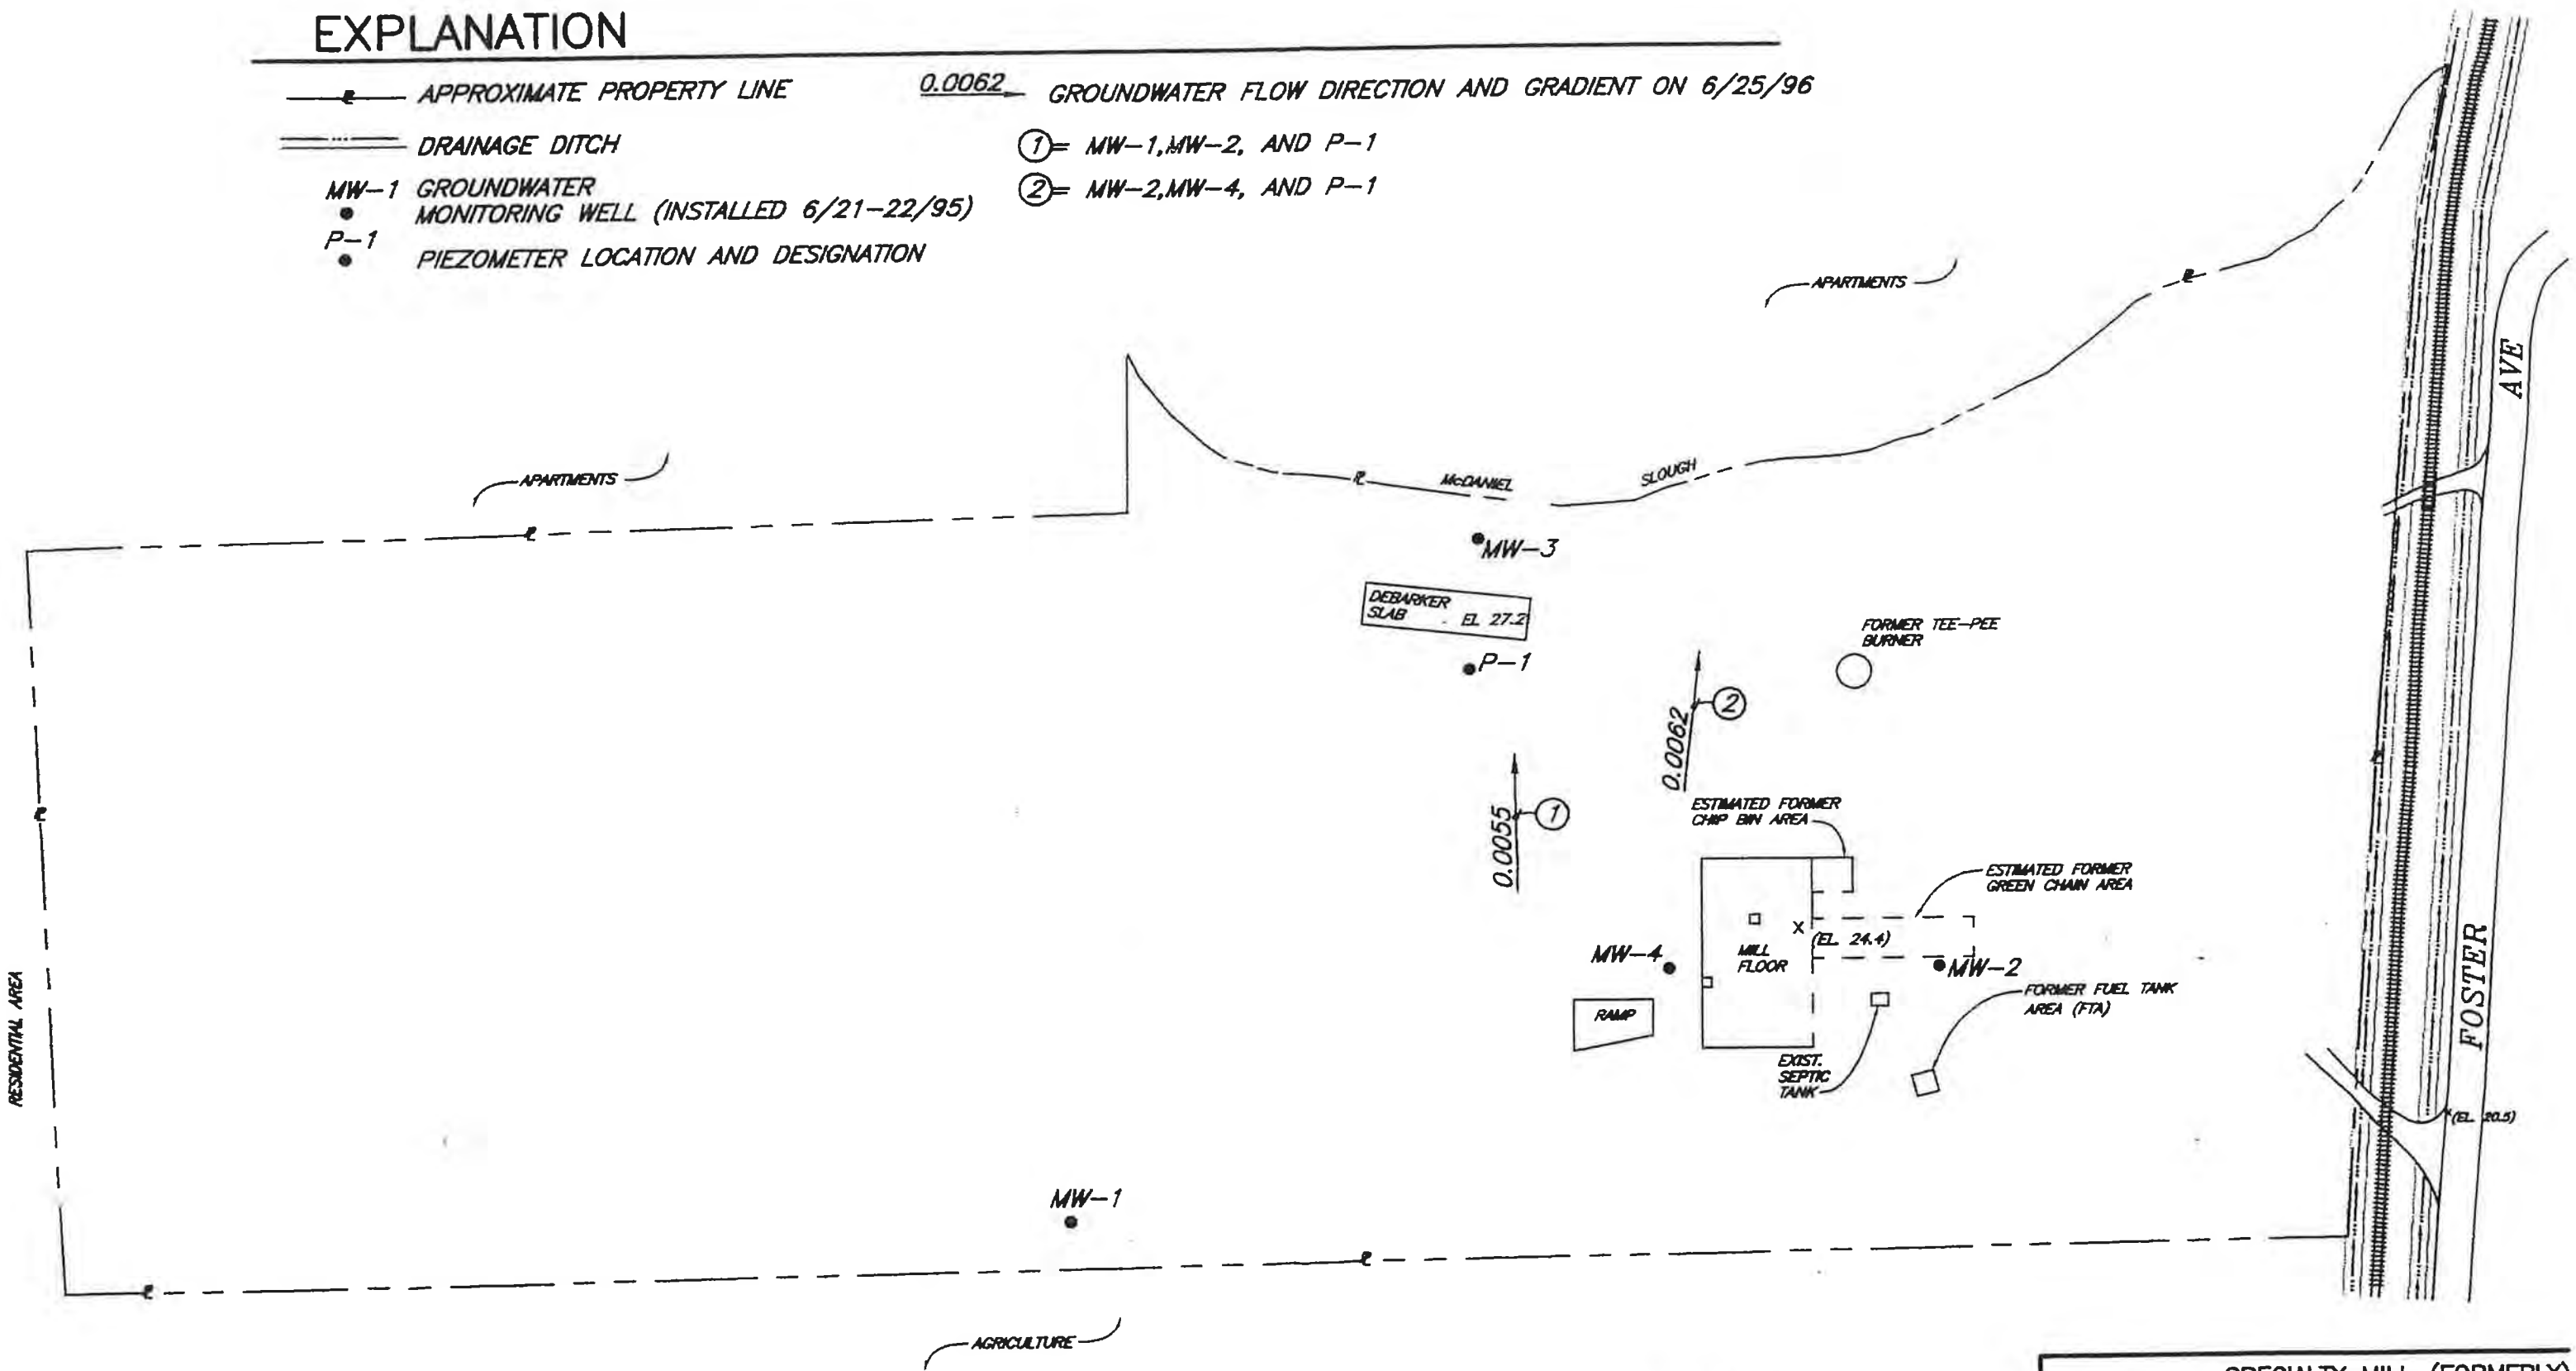 EXPLANATION
APPROXIMATE PROPERTY LINE
0.0062 GROUNDWATER FLOW DIRECTION AND GRADIENT ON 6/25/96
DRAINAGE DITCH
1 = MW-1,MW-2, AND P-1
MW-1 GROUNDWATER
MONITORING WELL (INSTALLED 6/21-22/95)
2 = MW-2,MW-4, AND P-1
P-1
PIEZOMETER LOCATION AND DESIGNATION
APARTMENTS
AVE
APARTMENTS
McDANIEL
SLOUGH
MW-3
DEBARKER
SLAB EL 27.2
FORMER TEE-PEE
BURNER
P-1
2
0.0062
1
0.0055
ESTIMATED FORMER
CHIP BIN AREA
ESTIMATED FORMER
GREEN CHAIN AREA
(EL. 24.4)
MW-4
MILL
FLOOR
MW-2
FORMER FUEL TANK
AREA (FTA)
RAMP
EXIST.
SEPTIC
TANK
FOSTER
(EL. 20.5)
RESIDENTIAL AREA
MW-1
AGRICULTURE
SPECIALTY MILL (FORMERLY)